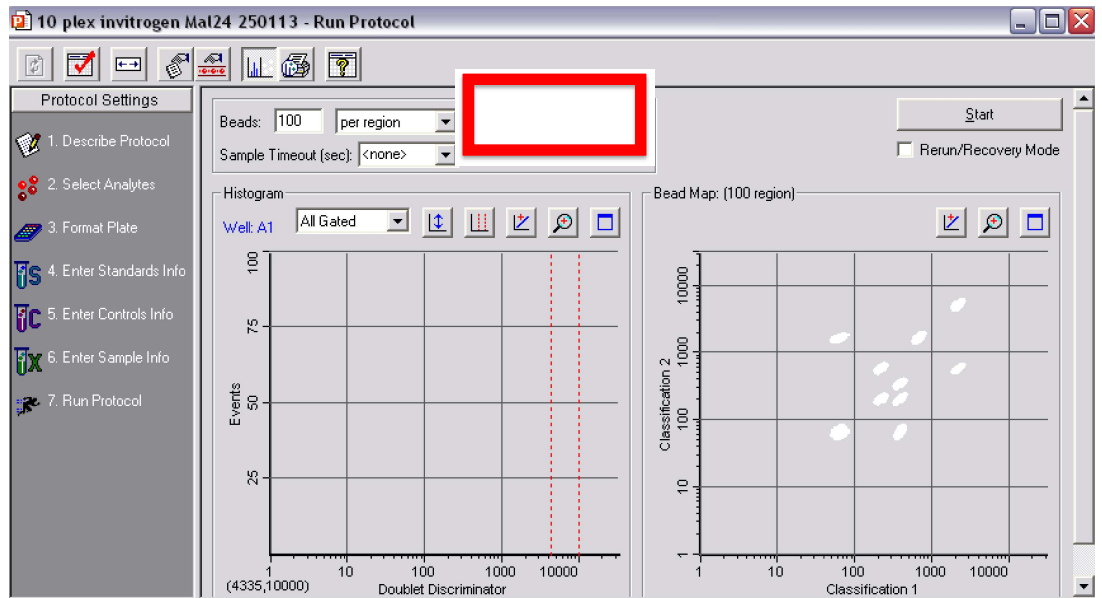 10 plex invitrogen Mal24 250113 - Run Protocol
Protocol Settings
1. Describe Protocol
2. Select Analytes
3. Format Plate
4. Enter Standards Info
5. Enter Controls Info
6. Enter Sample Info
7. Run Protocol
Beads: 100 per region
Sample Timeout (sec): <none>
Start
Rerun/Recovery Mode
Histogram
Well: A1 All Gated
100
75
50
25
Events
1 10 100 1000 10000
(4335,10000) Doublet Discriminator
Bead Map: (100 region)
10000
1000
100
10
1
Classification 2
1 10 100 1000 10000
Classification 1